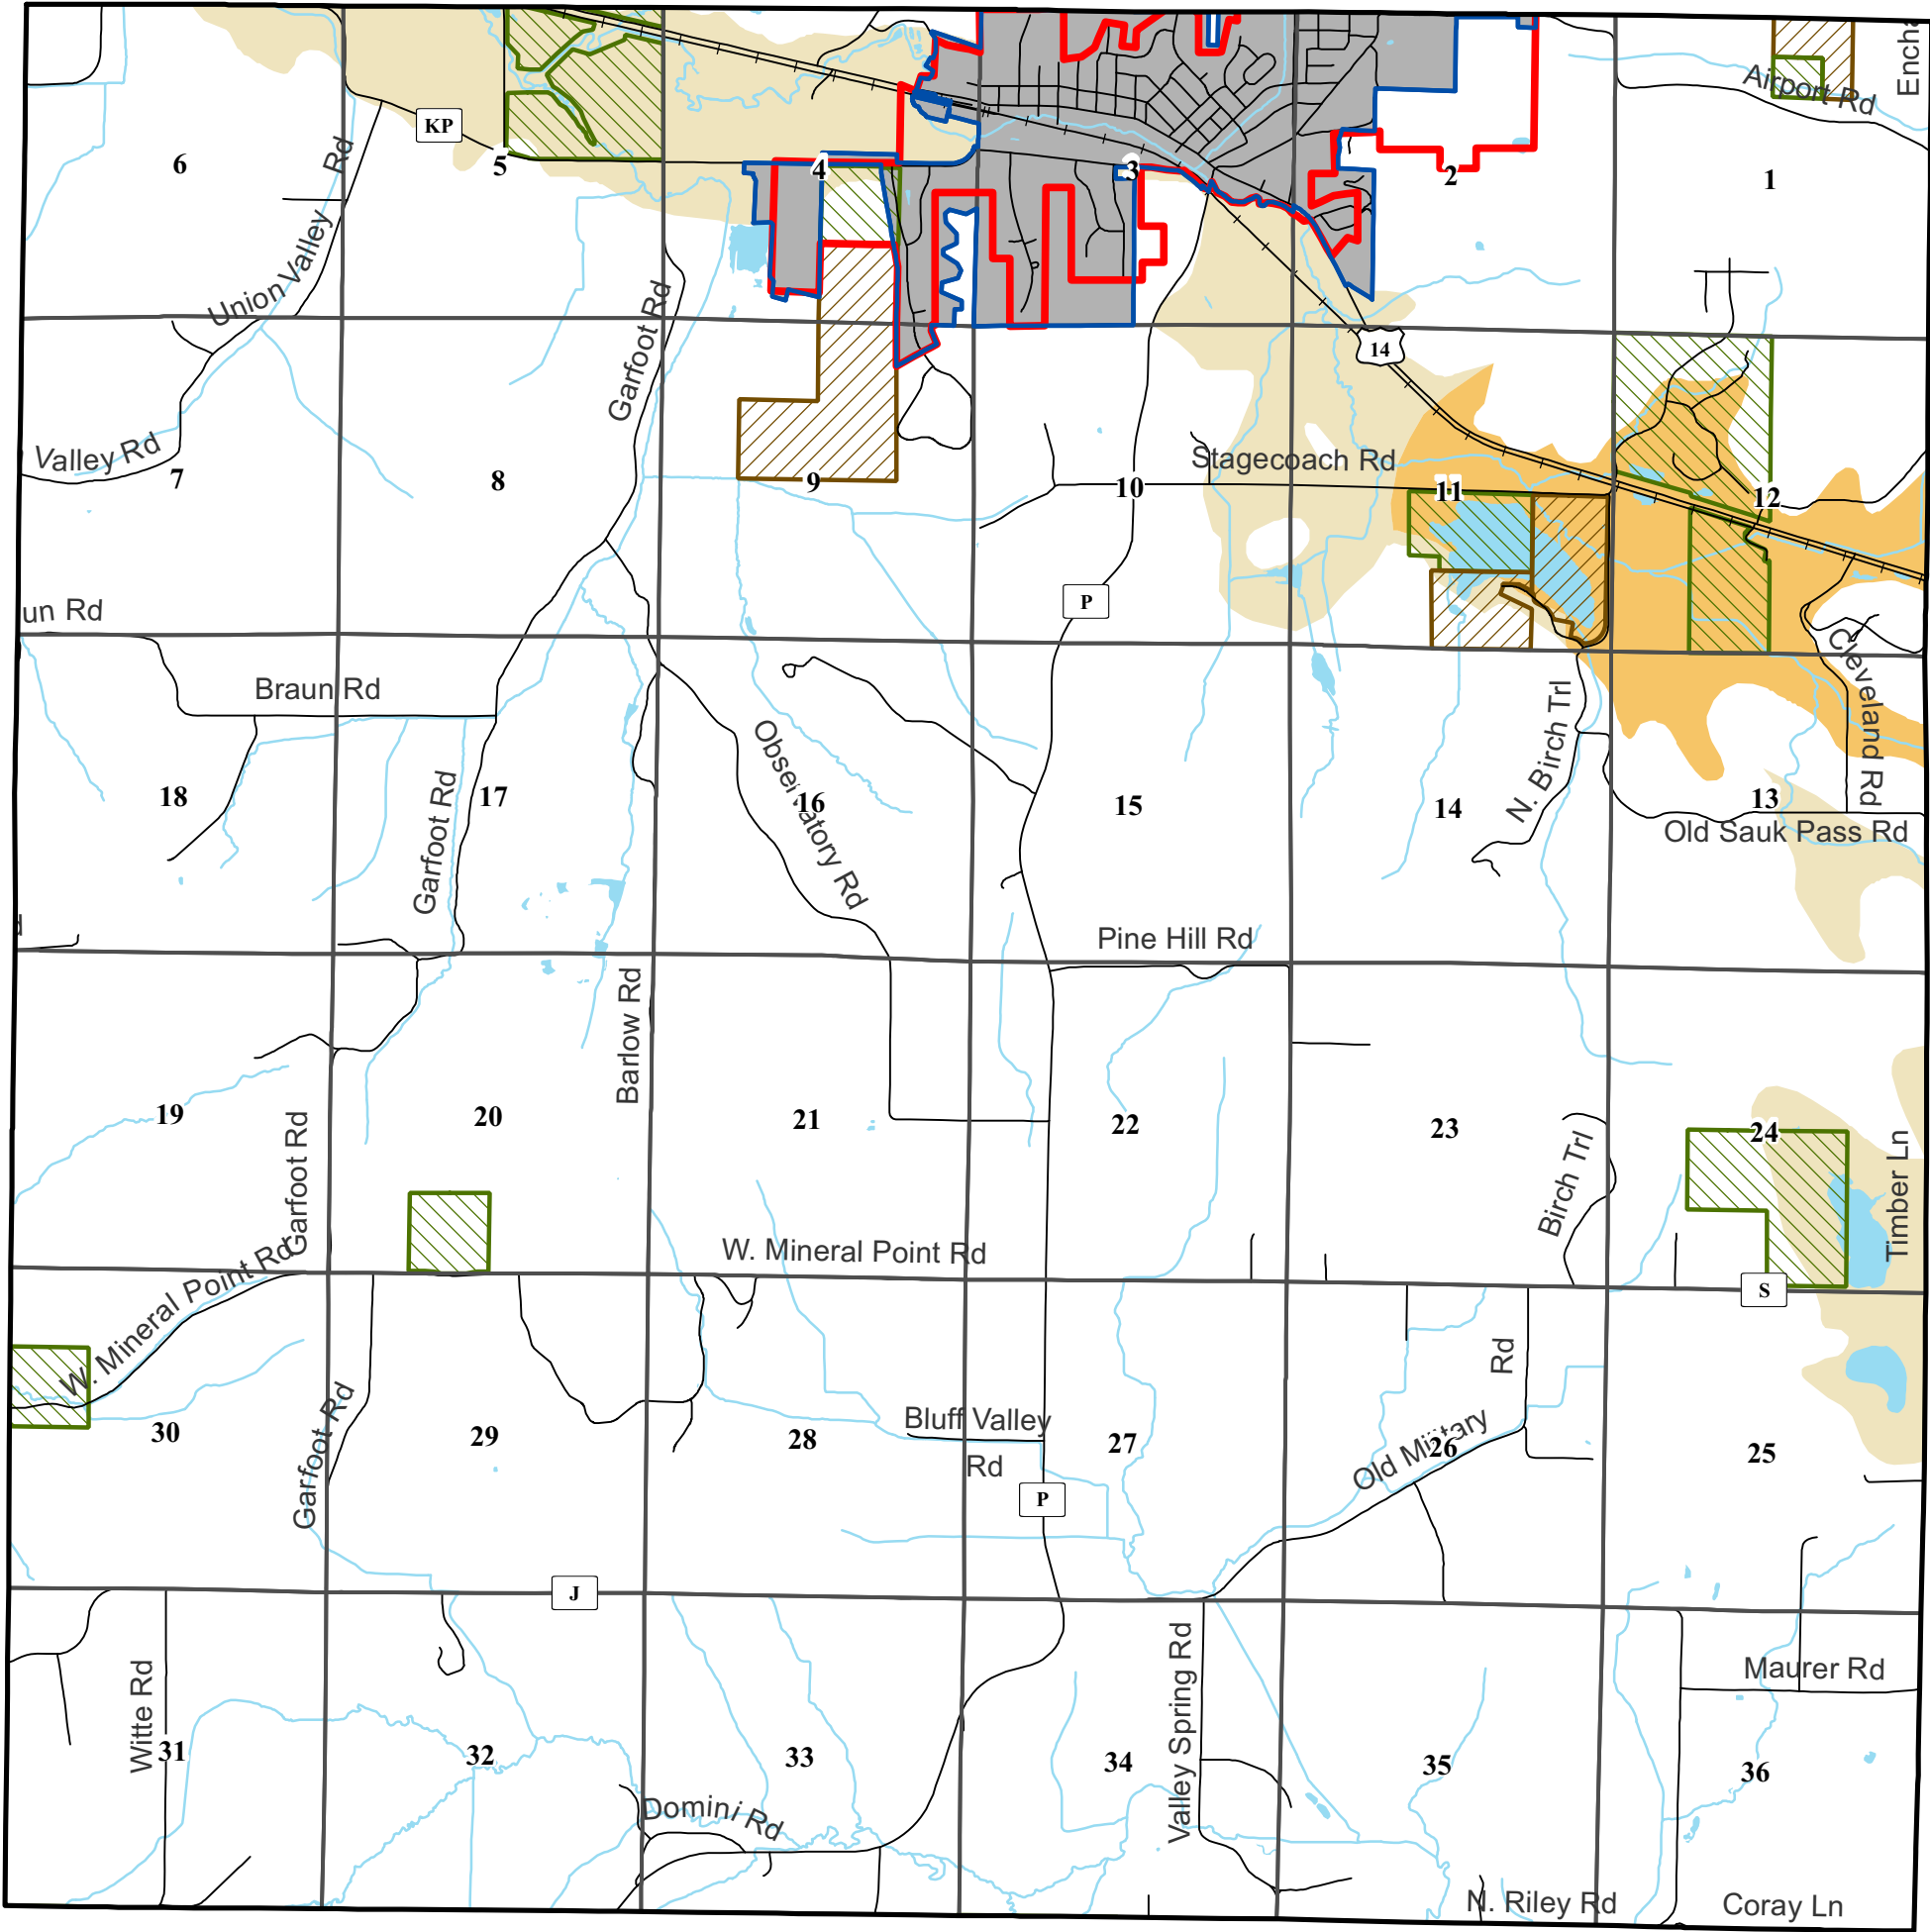 Encha
Airport Rd
KP
Rd
6
5
4
3
2
1
Union Valley
Garfoot Rd
14
Valley Rd
Stagecoach Rd
7
8
9
10
11
12
un Rd
P
Cleveland Rd
Braun Rd
N. Birch Trl
Observatory Rd
Garfoot Rd
18
17
16
15
14
13
Old Sauk Pass Rd
Pine Hill Rd
Barlow Rd
19
20
21
22
23
24
Garfoot Rd
Birch Trl
Timber Ln
W. Mineral Point Rd
W. Mineral Point Rd
S
Rd
Garfoot Rd
Bluff Valley
Rd
Old Military
30
29
28
27
26
25
P
J
Witte Rd
Valley Spring Rd
Maurer Rd
31
32
33
34
35
36
Domini Rd
N. Riley Rd
Coray Ln